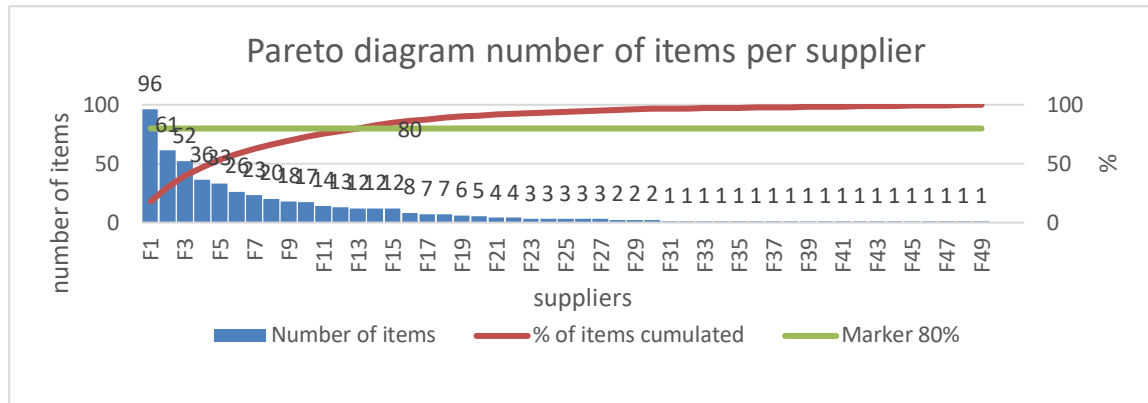 Pareto diagram number of items per supplier
96 61 52 36 33 26 23 20 18 17 14 13 12 12 12 8 7 7 6 5 4 4 3 3 3 3 3 2 2 2 1 1 1 1 1 1 1 1 1 1 1 1 1 1 1 1 1 1 1
80
100
50
0
number of items
100
50
0
%
F1 F3 F5 F7 F9 F11 F13 F15 F17 F19 F21 F23 F25 F27 F29 F31 F33 F35 F37 F39 F41 F43 F45 F47 F49
suppliers
Number of items % of items cumulated Marker 80%